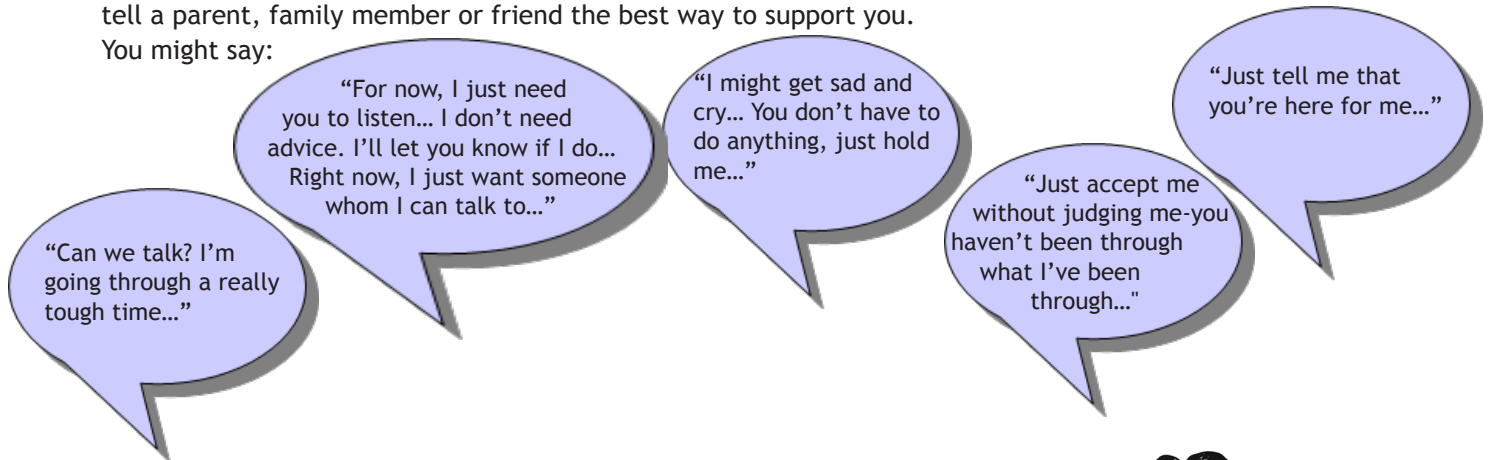 tell a parent, family member or friend the best way to support you.
You might say:
“Can we talk? I’m
going through a really
tough time…”
“For now, I just need
you to listen… I don’t need
advice. I’ll let you know if I do…
Right now, I just want someone
whom I can talk to…”
“I might get sad and
cry… You don’t have to
do anything, just hold
me…”
“Just accept me
without judging me-you
haven’t been through
what I’ve been
through…"
“Just tell me that
you’re here for me…”